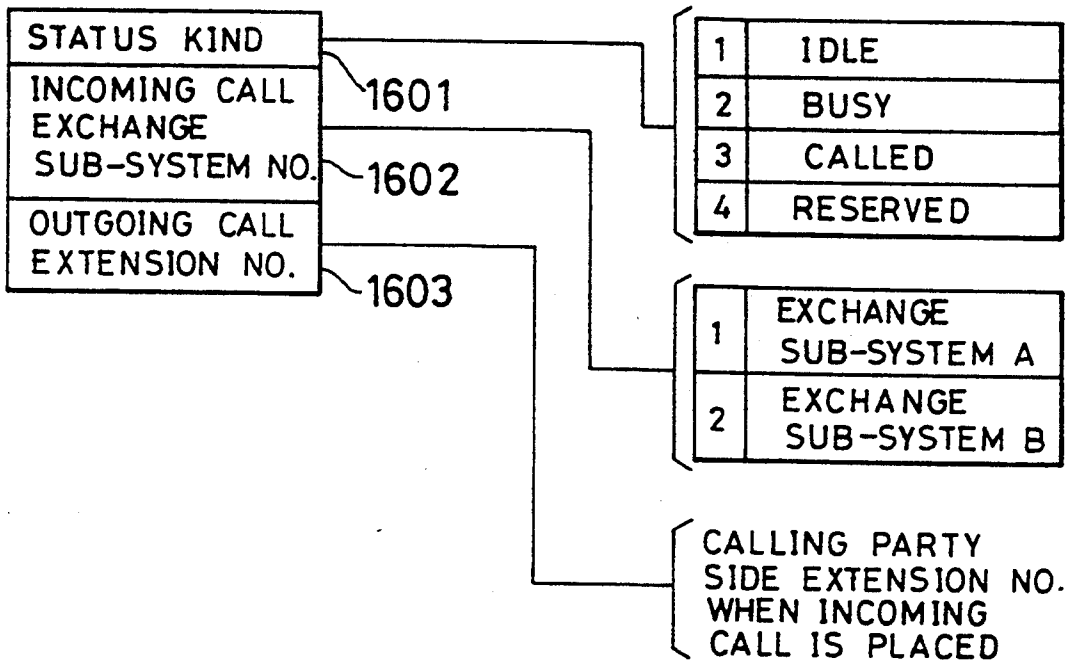 STATUS KIND
1601
INCOMING CALL
EXCHANGE
SUB-SYSTEM NO.
1602
OUTGOING CALL
EXTENSION NO.
1603
1 IDLE
2 BUSY
3 CALLED
4 RESERVED
1 EXCHANGE
SUB-SYSTEM A
2 EXCHANGE
SUB-SYSTEM B
CALLING PARTY
SIDE EXTENSION NO.
WHEN INCOMING
CALL IS PLACED